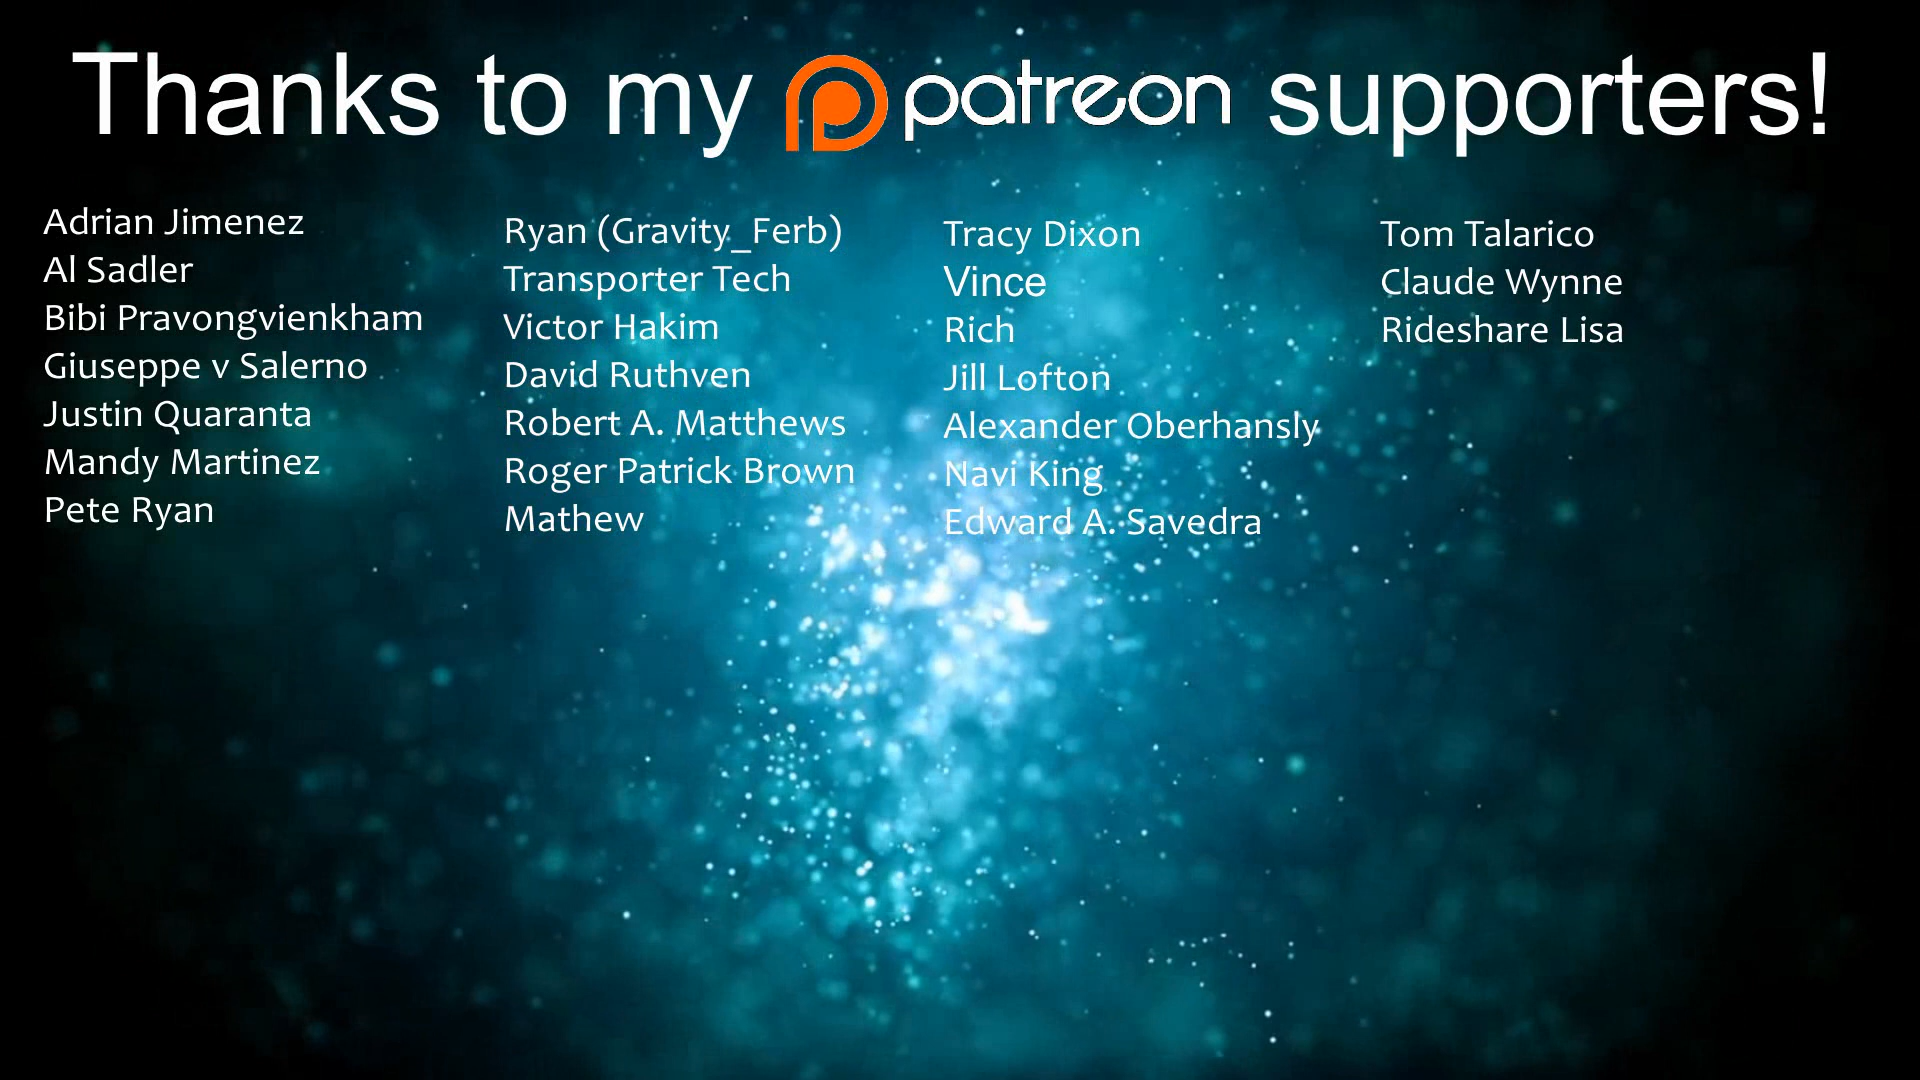 Thanks to my patreon supporters!
Adrian Jimenez
Al Sadler
Bibi Pravongvienkham
Giuseppe v Salerno
Justin Quaranta
Mandy Martinez
Pete Ryan
Ryan (Gravity_Ferb)
Transporter Tech
Victor Hakim
David Ruthven
Robert A. Matthews
Roger Patrick Brown
Mathew
Tracy Dixon
Vince
Rich
Jill Lofton
Alexander Oberhansly
Navi King
Edward A. Savedra
Tom Talarico
Claude Wynne
Rideshare Lisa